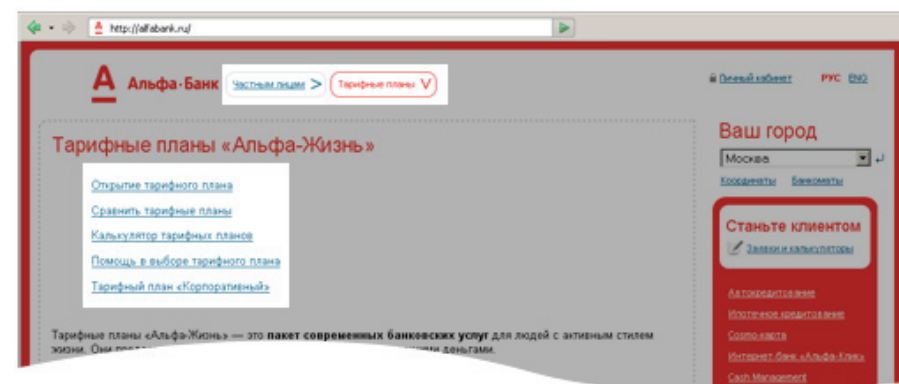 http://alfabank.ru/
Альфа·Банк Частным лицам > Тарифные планы V
Личный кабинет РУС ENG
Тарифные планы «Альфа-Жизнь»
Открытие тарифного плана
Сравнить тарифные планы
Калькулятор тарифных планов
Помощь в выборе тарифного плана
Тарифный план «Корпоративный»
Тарифные планы «Альфа-Жизнь» — это пакет современных банковских услуг для людей с активным стилем
жизни. Они деньгами.
Ваш город
Москва
Координаты Банкоматы
Станьте клиентом
Заявки и калькуляторы
Автокредитование
Ипотечное кредитование
Cosmo-карта
Интернет-банк «Альфа-Клик»
Cash Management